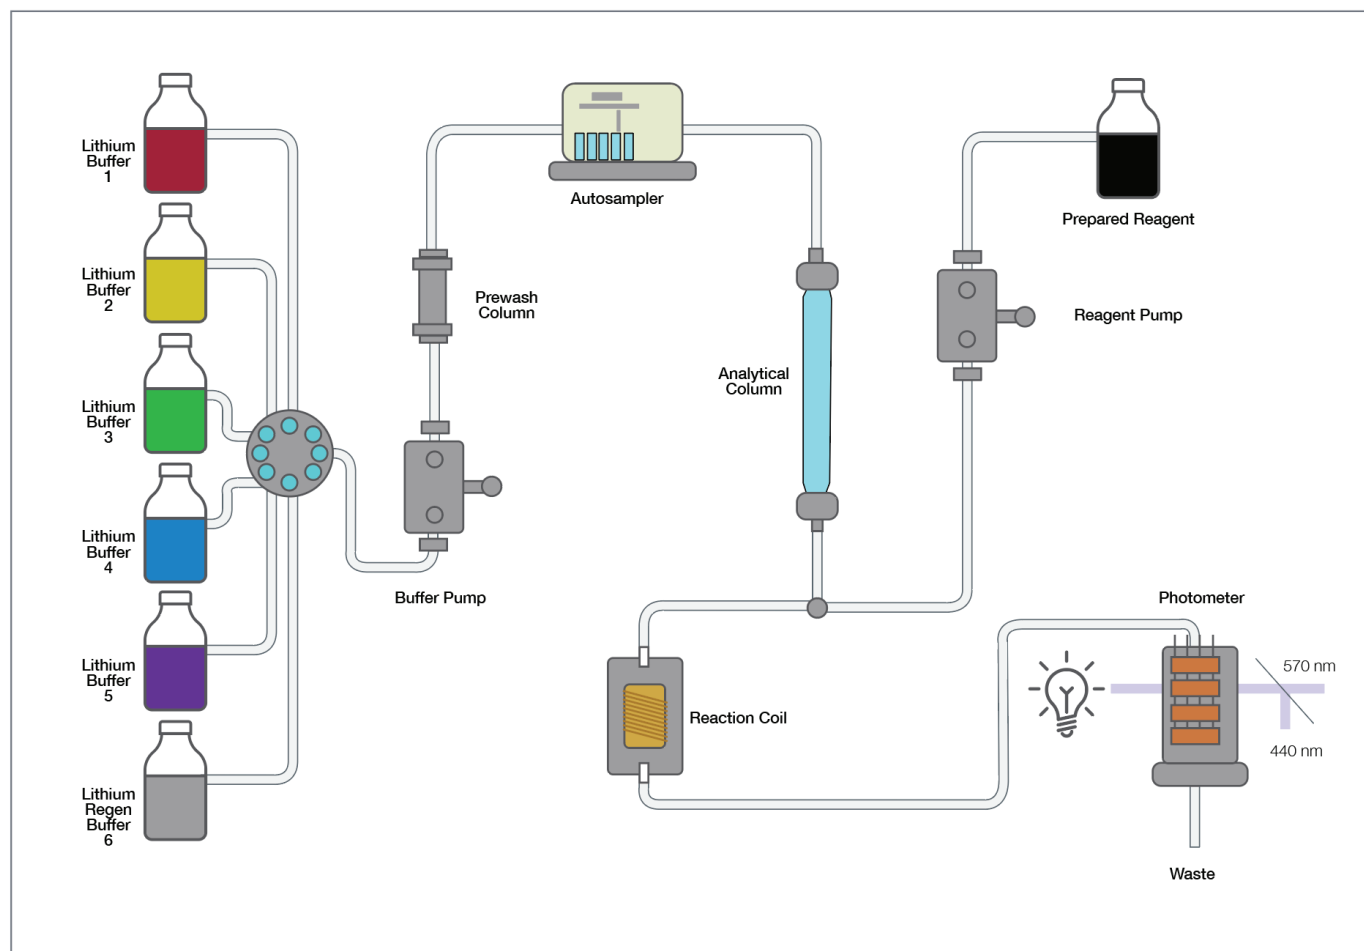 Lithium
Buffer
1
Lithium
Buffer
2
Lithium
Buffer
3
Lithium
Buffer
4
Lithium
Buffer
5
Lithium
Regen
Buffer
6
Buffer Pump
Prewash
Column
Autosampler
Analytical
Column
Prepared Reagent
Reagent Pump
Reaction Coil
Photometer
570 nm
440 nm
Waste